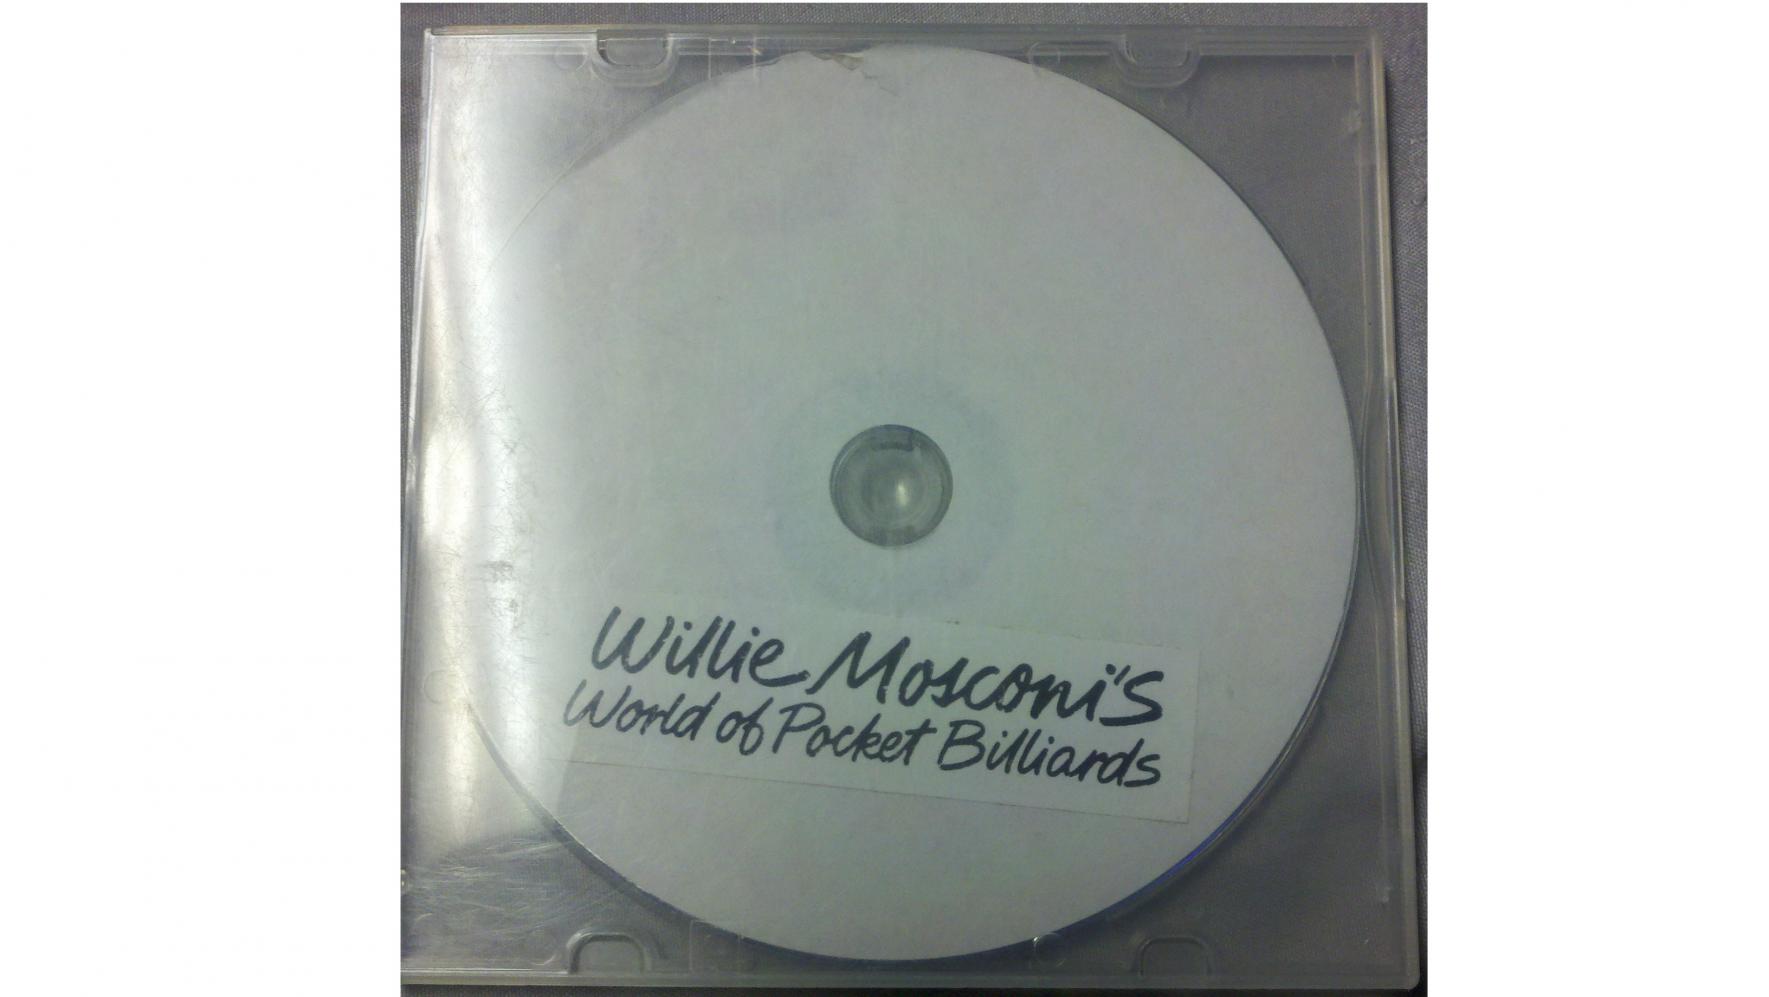 Willie Mosconi's
World of Pocket Billiards